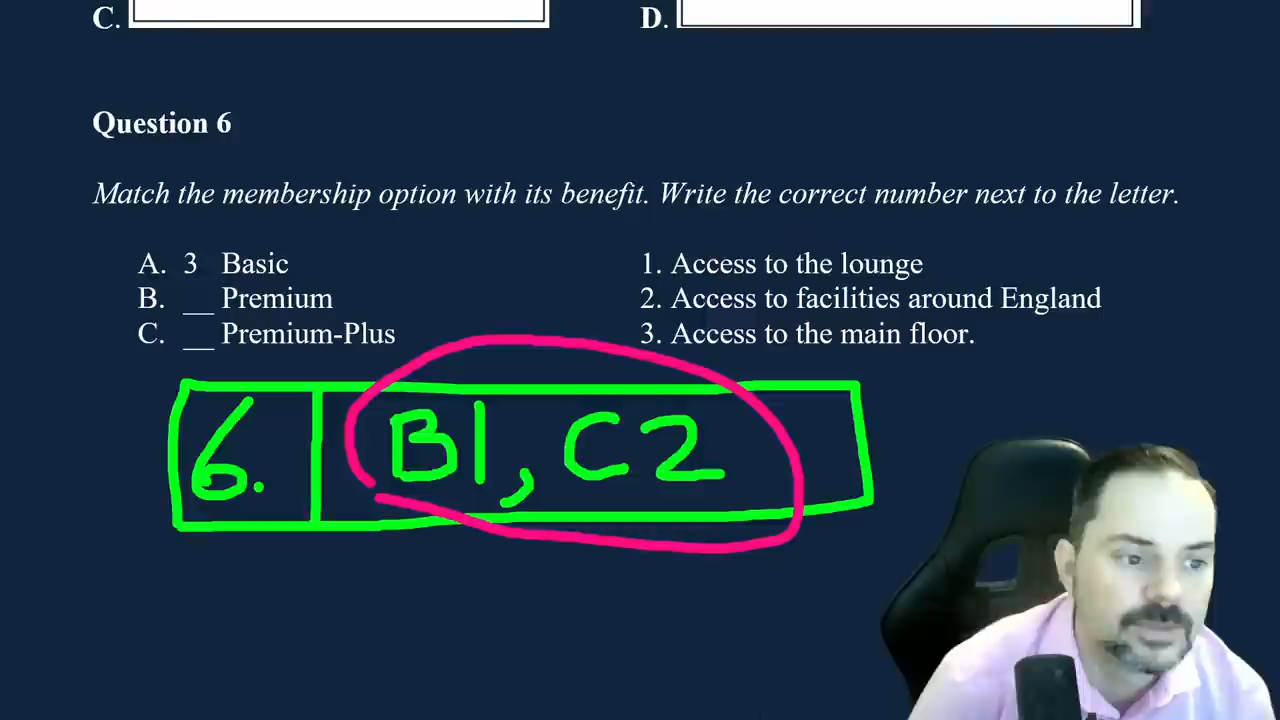 C. D.
Question 6
Match the membership option with its benefit. Write the correct number next to the letter.
A. 3 Basic 1. Access to the lounge
B. __ Premium 2. Access to facilities around England
C. __ Premium-Plus 3. Access to the main floor.
6. B1, C2